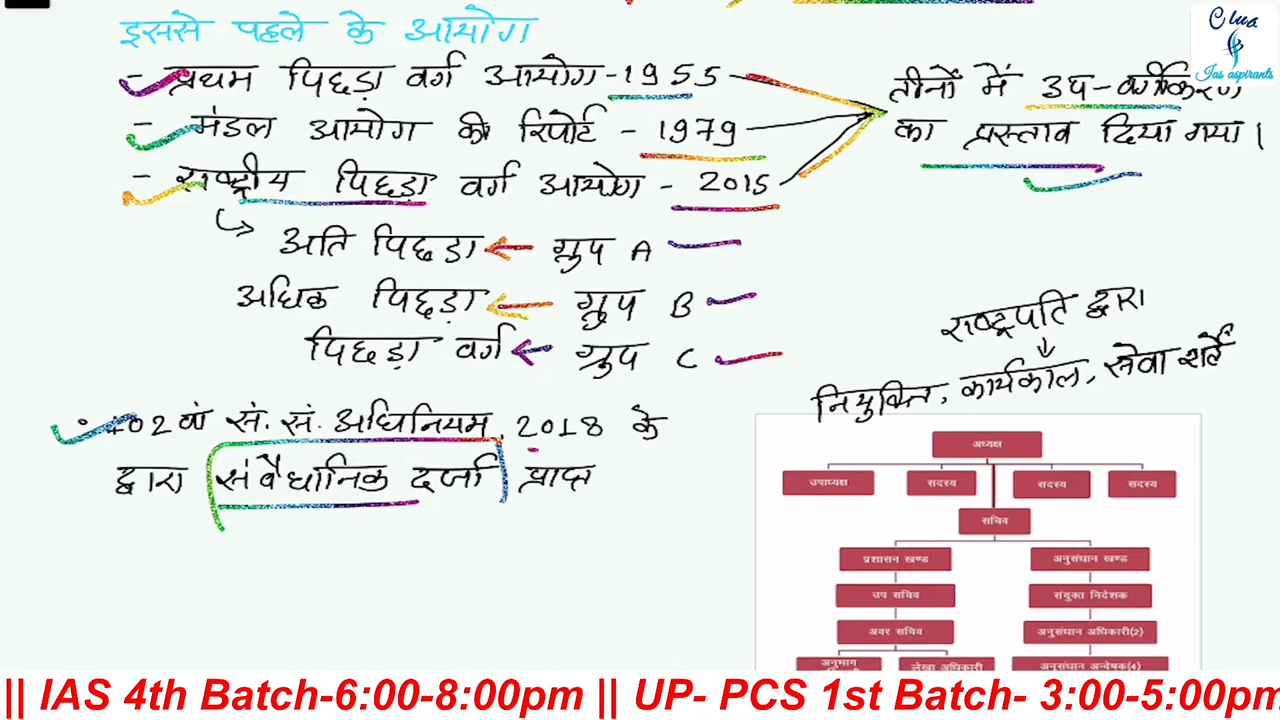 इससे पहले के आयोग
- प्रथम पिछड़ा वर्ग आयोग-1955
- मंडल आयोग की रिपोर्ट - 1979
- राष्ट्रीय पिछड़ा वर्ग आयोग - 2015
तीनों में उप-वर्गीकरण
का प्रस्ताव दिया गया।
अति पिछड़ा ← ग्रुप A
अधिक पिछड़ा ← ग्रुप B
पिछड़ा वर्ग ← ग्रुप C
102वां सं. सं. अधिनियम, 2018 के
द्वारा संवैधानिक दर्जा प्राप्त
राष्ट्रपति द्वारा
नियुक्ति, कार्यकाल, सेवा शर्तें
अध्यक्ष
उपाध्यक्ष सदस्य सदस्य सदस्य
सचिव
प्रशासन खण्ड अनुसंधान खण्ड
उप सचिव संयुक्त निदेशक
अवर सचिव अनुसंधान अधिकारी(2)
अनुभाग लेखा अधिकारी अनुसंधान अन्वेषक(4)
Ias aspirants
|| IAS 4th Batch-6:00-8:00pm || UP- PCS 1st Batch- 3:00-5:00pm